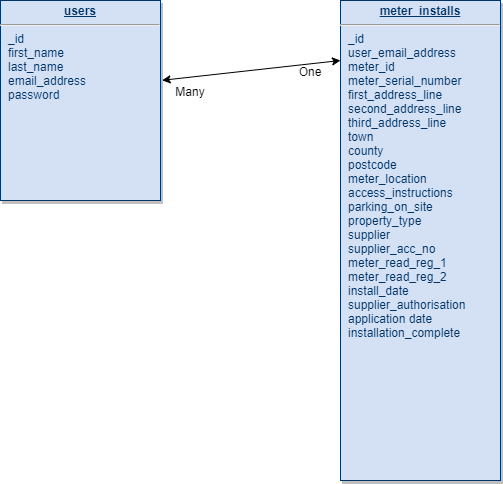 users
_id
first_name
last_name
email_address
password
Many
One
meter_installs
_id
user_email_address
meter_id
meter_serial_number
first_address_line
second_address_line
third_address_line
town
county
postcode
meter_location
access_instructions
parking_on_site
property_type
supplier
supplier_acc_no
meter_read_reg_1
meter_read_reg_2
install_date
supplier_authorisation
application date
installation_complete